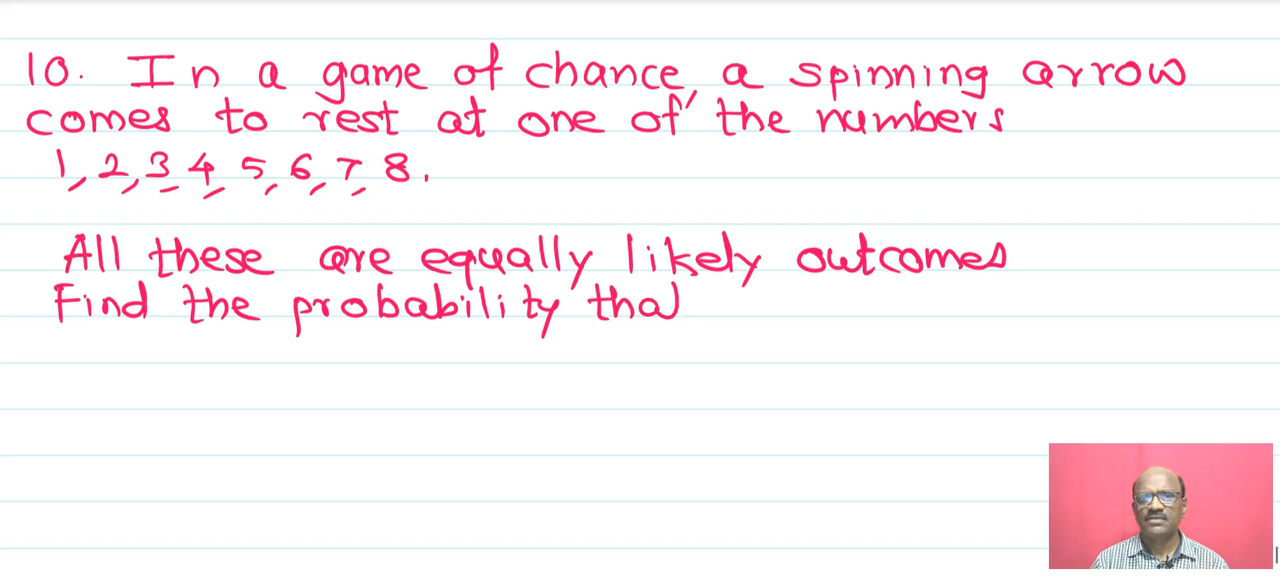 10. In a game of chance, a spinning arrow
comes to rest at one of the numbers
1, 2, 3, 4, 5, 6, 7, 8.
All these are equally likely outcomes
Find the probability